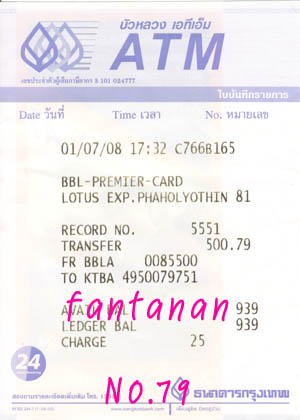 บัวหลวง เอทีเอ็ม
ATM
เลขประจำตัวผู้เสียภาษีอากร 3 101 024777
ใบบันทึกรายการ
Date วันที่ Time เวลา No. หมายเลข
01/07/08 17:32 C766B165
BBL-PREMIER-CARD
LOTUS EXP.PHAHOLYOTHIN 81
RECORD NO. 5551
TRANSFER 500.79
FR BBLA 0085500
TO KTBA 4950079751
fantanan
AVAIL BAL 939
LEDGER BAL 939
CHARGE 25
24
NO.79
ธนาคารกรุงเทพ